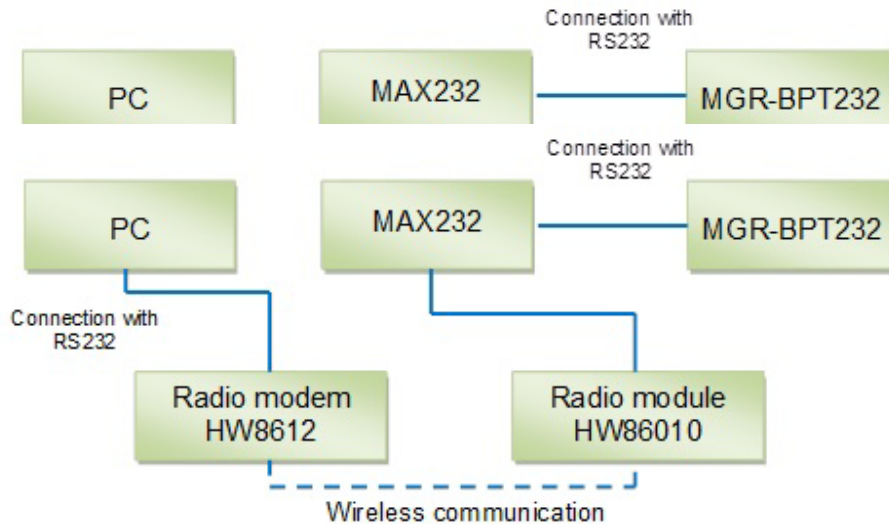 Connection with
RS232
PC
MAX232
MGR-BPT232
Connection with
RS232
PC
MAX232
MGR-BPT232
Connection with
RS232
Radio modem
HW8612
Radio module
HW86010
Wireless communication